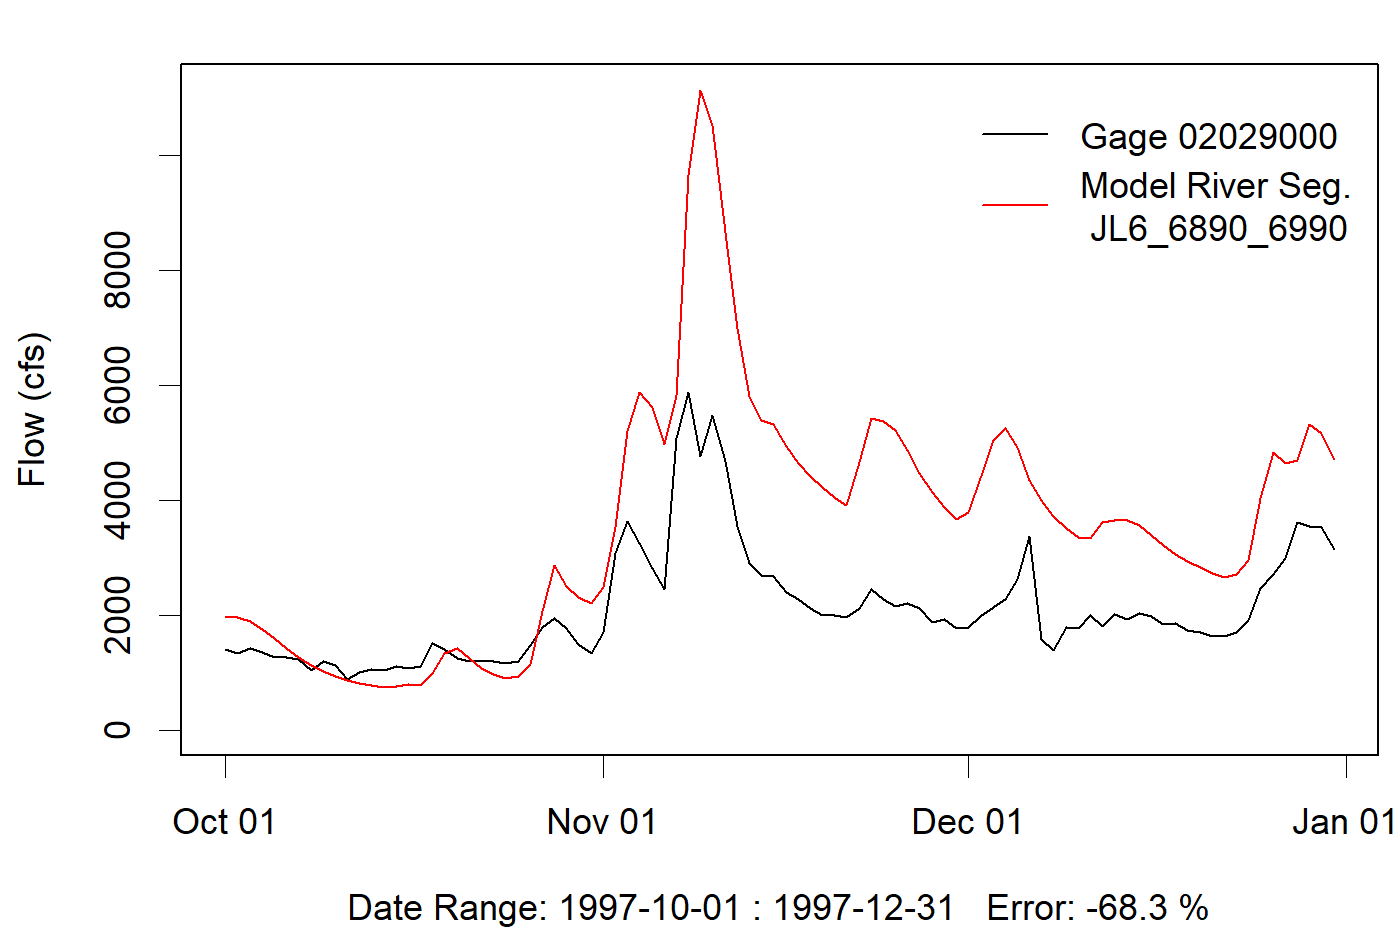 Gage 02029000
Model River Seg.
JL6_6890_6990
Flow (cfs)
8000
6000
4000
2000
0
Oct 01 Nov 01 Dec 01 Jan 01
Date Range: 1997-10-01 : 1997-12-31 Error: -68.3 %